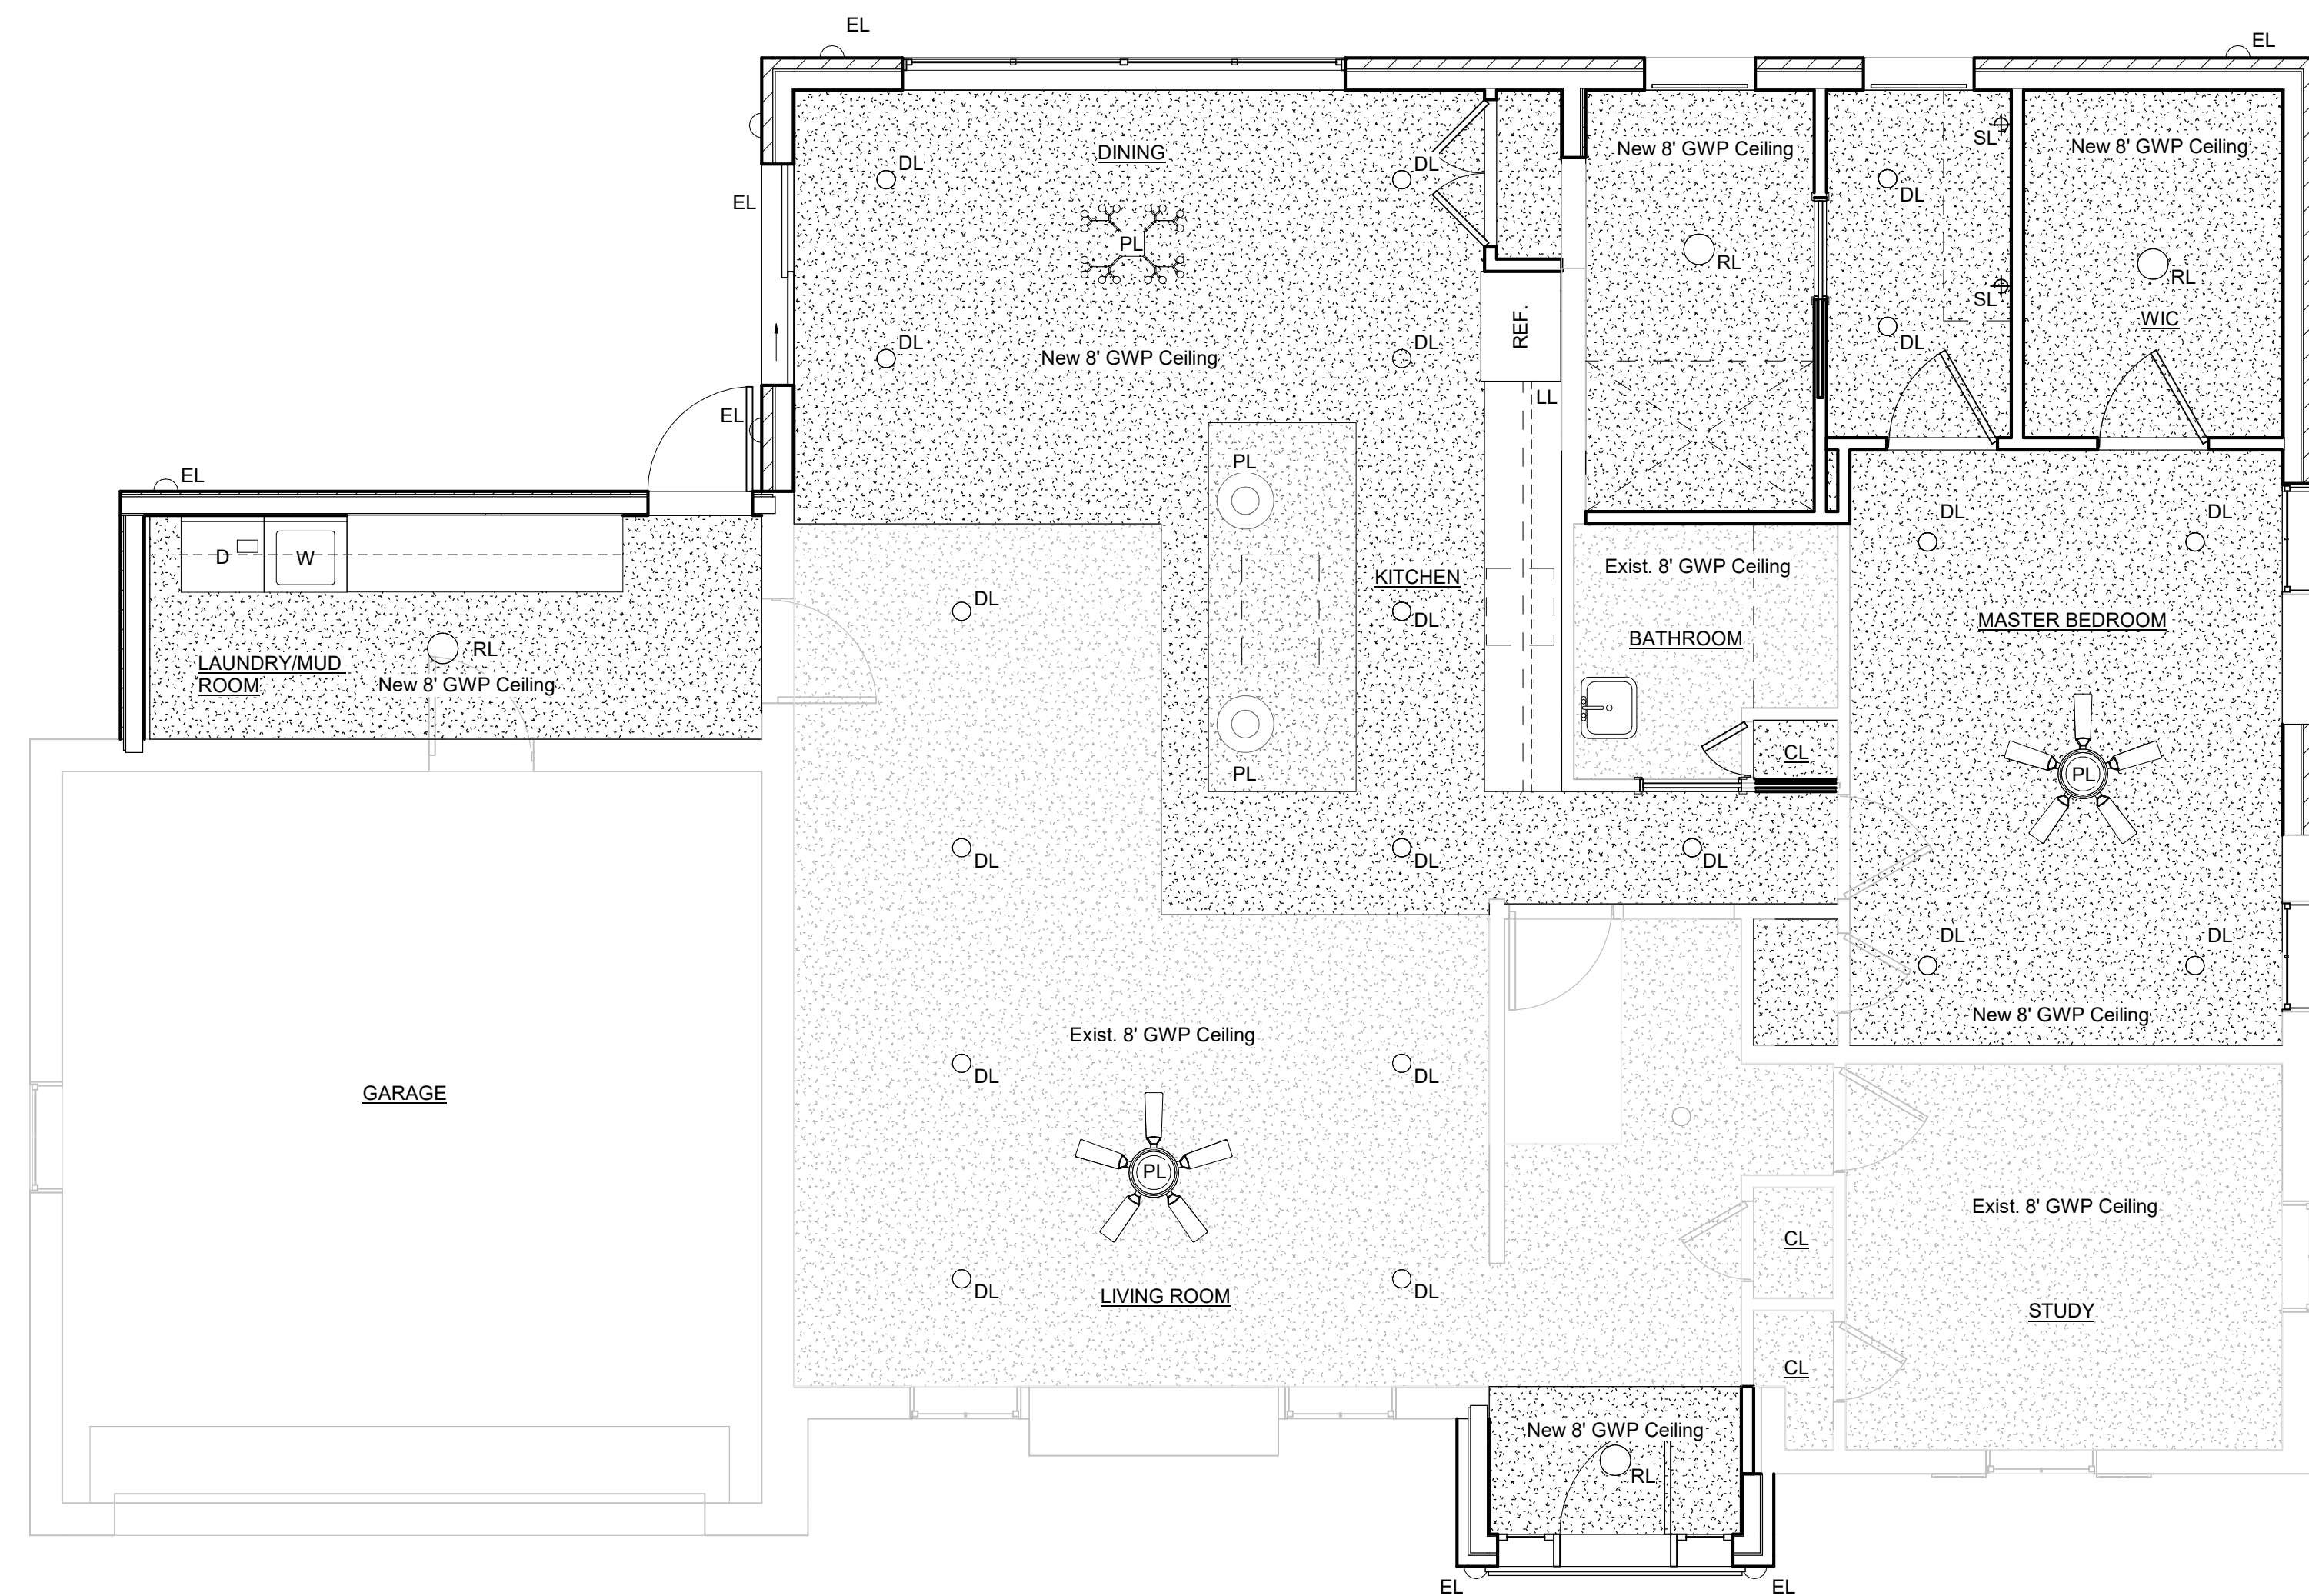 EL
EL
DINING
New 8' GWP Ceiling
SL
New 8' GWP Ceiling
DL
DL
DL
EL
PL
RL
RL
SL
WIC
REF.
DL
New 8' GWP Ceiling
DL
DL
LL
EL
PL
EL
DL
DL
D
W
Exist. 8' GWP Ceiling
KITCHEN
DL
DL
MASTER BEDROOM
BATHROOM
RL
LAUNDRY/MUD
ROOM
New 8' GWP Ceiling
CL
PL
PL
DL
DL
DL
DL
DL
New 8' GWP Ceiling
Exist. 8' GWP Ceiling
DL
DL
GARAGE
PL
Exist. 8' GWP Ceiling
CL
DL
LIVING ROOM
DL
STUDY
CL
New 8' GWP Ceiling
RL
EL
EL